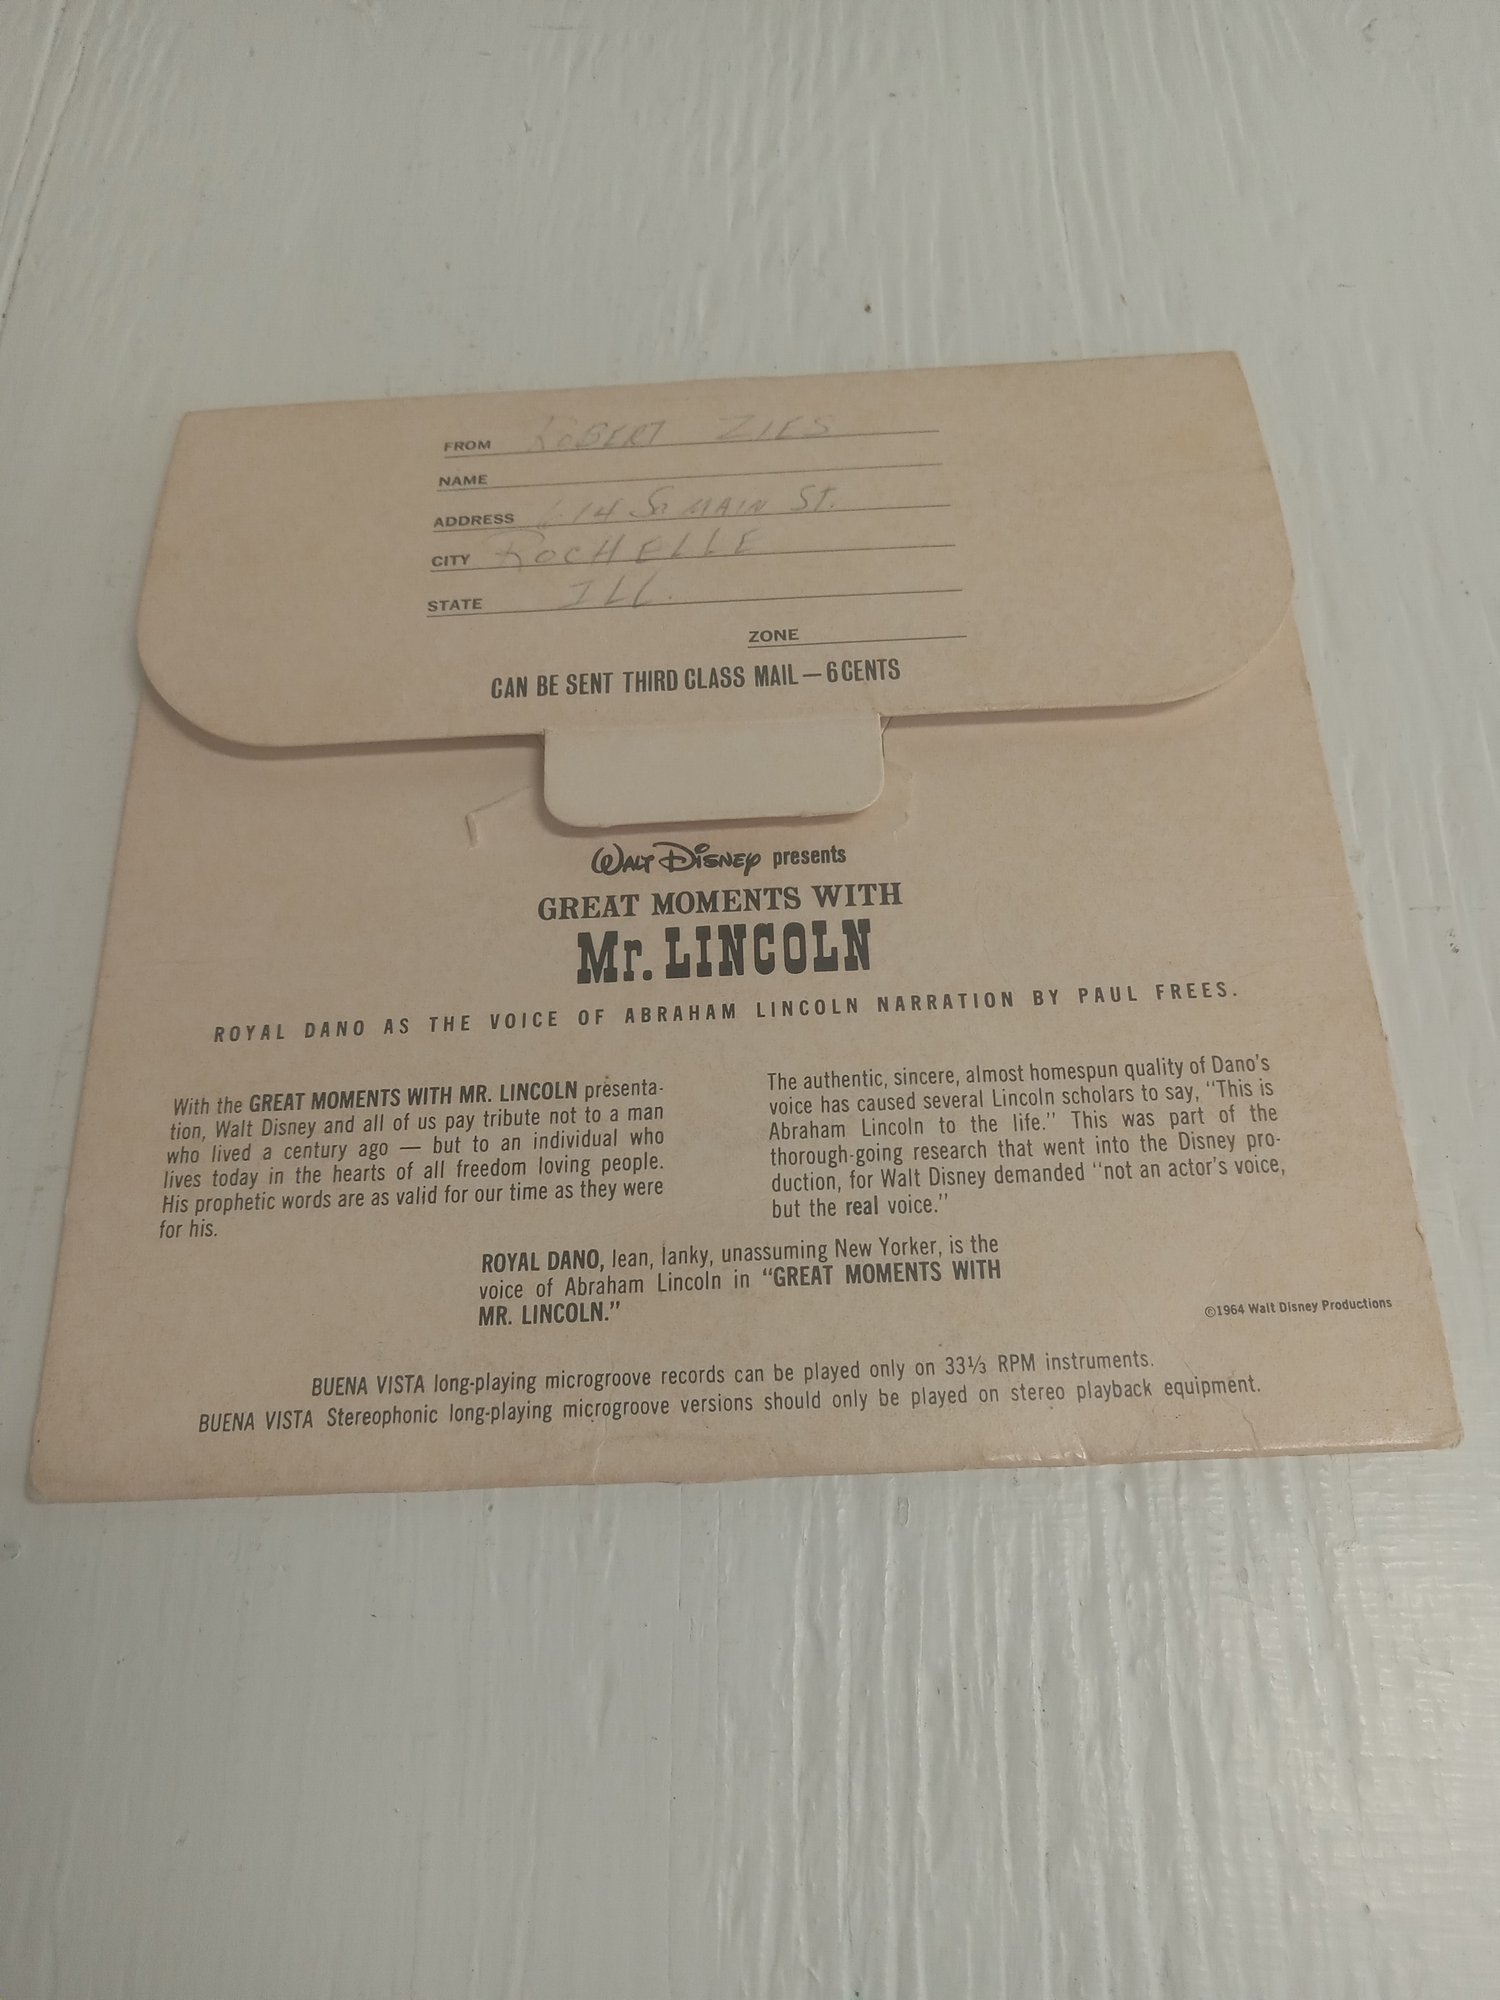 FROM ROBERT ZIES
NAME
ADDRESS 614 So MAIN ST.
CITY ROCHELLE
STATE ILL.
ZONE
CAN BE SENT THIRD CLASS MAIL — 6 CENTS
WALT DISNEY presents
GREAT MOMENTS WITH
Mr. LINCOLN
ROYAL DANO AS THE VOICE OF ABRAHAM LINCOLN NARRATION BY PAUL FREES.
With the GREAT MOMENTS WITH MR. LINCOLN presenta-
tion, Walt Disney and all of us pay tribute not to a man
who lived a century ago — but to an individual who
lives today in the hearts of all freedom loving people.
His prophetic words are as valid for our time as they were
for his.
The authentic, sincere, almost homespun quality of Dano's
voice has caused several Lincoln scholars to say, "This is
Abraham Lincoln to the life." This was part of the
thorough-going research that went into the Disney pro-
duction, for Walt Disney demanded "not an actor's voice,
but the real voice."
ROYAL DANO, lean, lanky, unassuming New Yorker, is the
voice of Abraham Lincoln in "GREAT MOMENTS WITH
MR. LINCOLN."
©1964 Walt Disney Productions
BUENA VISTA long-playing microgroove records can be played only on 33⅓ RPM instruments.
BUENA VISTA Stereophonic long-playing microgroove versions should only be played on stereo playback equipment.